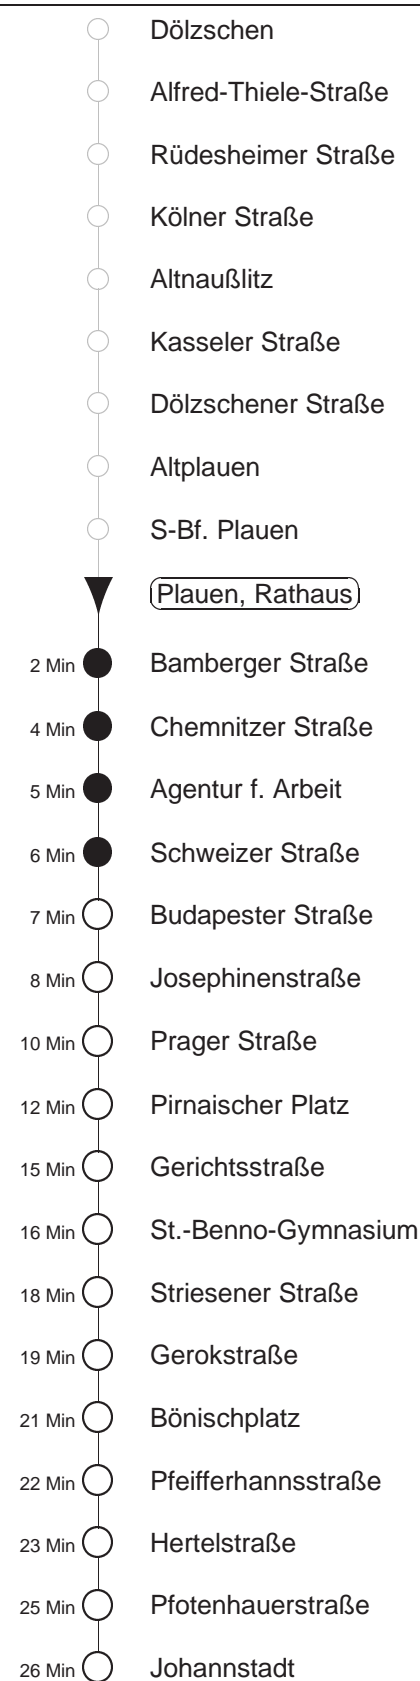 Dölzschen
Alfred-Thiele-Straße
Rüdesheimer Straße
Kölner Straße
Altnaußlitz
Kasseler Straße
Dölzschener Straße
Altplauen
S-Bf. Plauen
Plauen, Rathaus
2 Min Bamberger Straße
4 Min Chemnitzer Straße
5 Min Agentur f. Arbeit
6 Min Schweizer Straße
7 Min Budapester Straße
8 Min Josephinenstraße
10 Min Prager Straße
12 Min Pirnaischer Platz
15 Min Gerichtsstraße
16 Min St.-Benno-Gymnasium
18 Min Striesener Straße
19 Min Gerokstraße
21 Min Bönischplatz
22 Min Pfeifferhannsstraße
23 Min Hertelstraße
25 Min Pfotenhauerstraße
26 Min Johannstadt